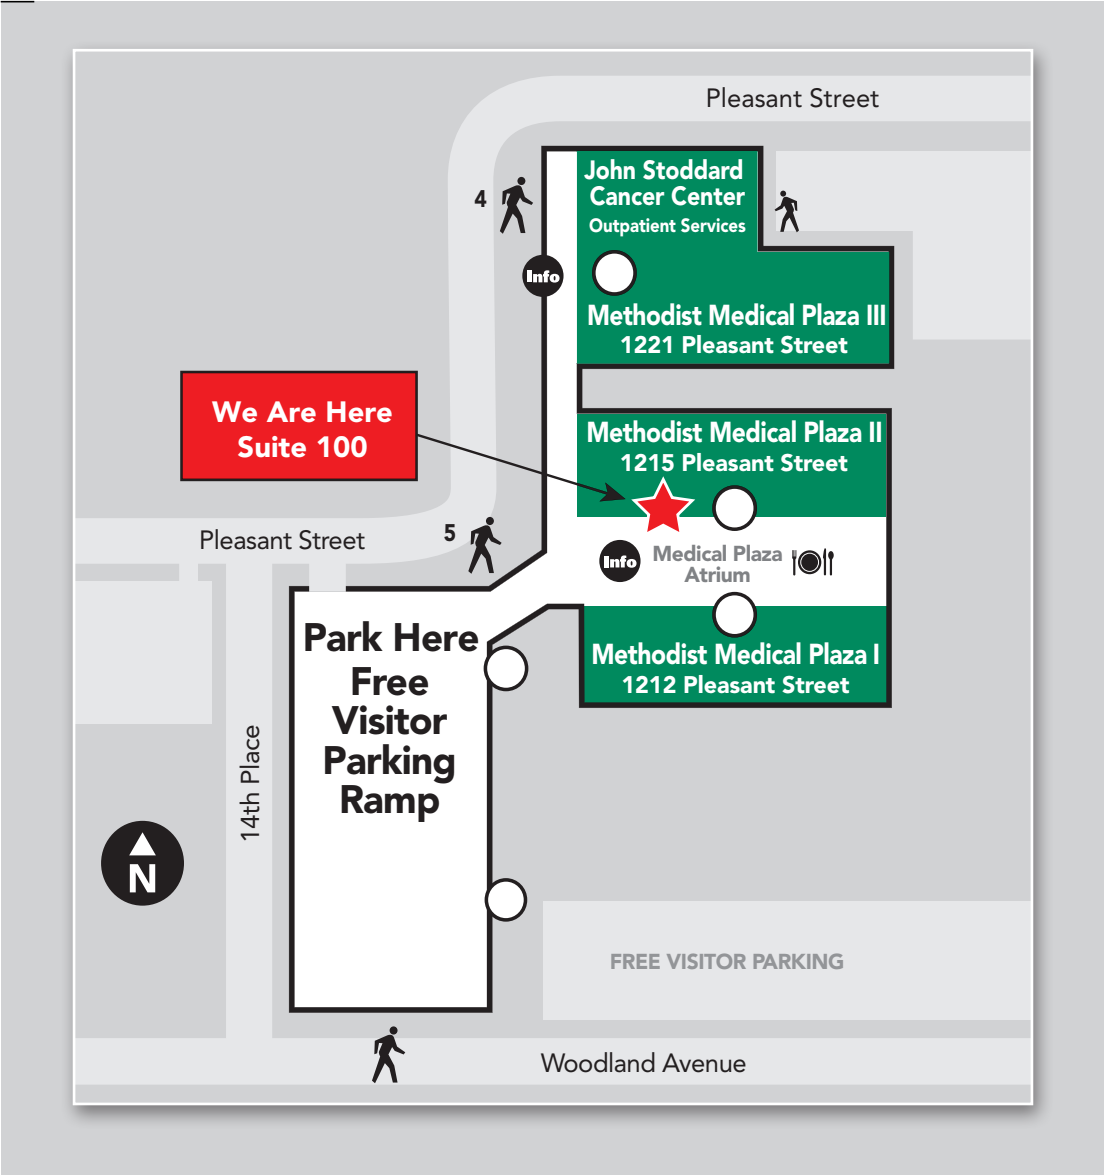 Pleasant Street
John Stoddard
Cancer Center
Outpatient Services
4
Info
Methodist Medical Plaza III
1221 Pleasant Street
We Are Here
Suite 100
Methodist Medical Plaza II
1215 Pleasant Street
Pleasant Street
5
Info
Medical Plaza
Atrium
Park Here
Free
Visitor
Parking
Ramp
Methodist Medical Plaza I
1212 Pleasant Street
14th Place
N
FREE VISITOR PARKING
Woodland Avenue